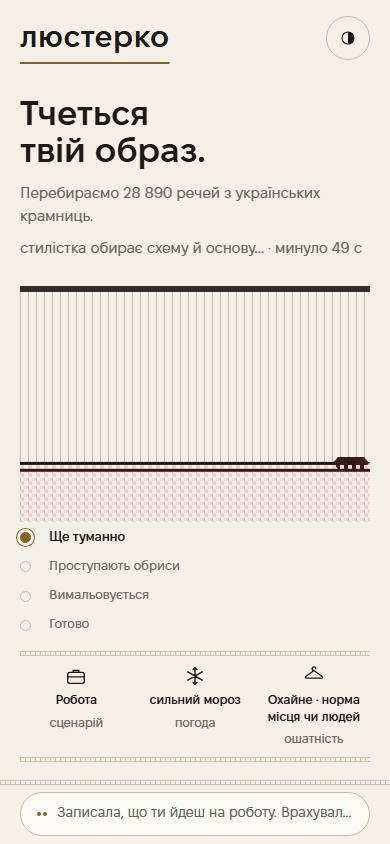 люстерко
Тчеться
твій образ.
Перебираємо 28 890 речей з українських
крамниць.
стилістка обирає схему й основу... · минуло 49 с
Ще туманно
Проступають обриси
Вимальовується
Готово
Робота
сценарій
сильний мороз
погода
Охайне · норма
місця чи людей
ошатність
Записала, що ти йдеш на роботу. Врахувал...